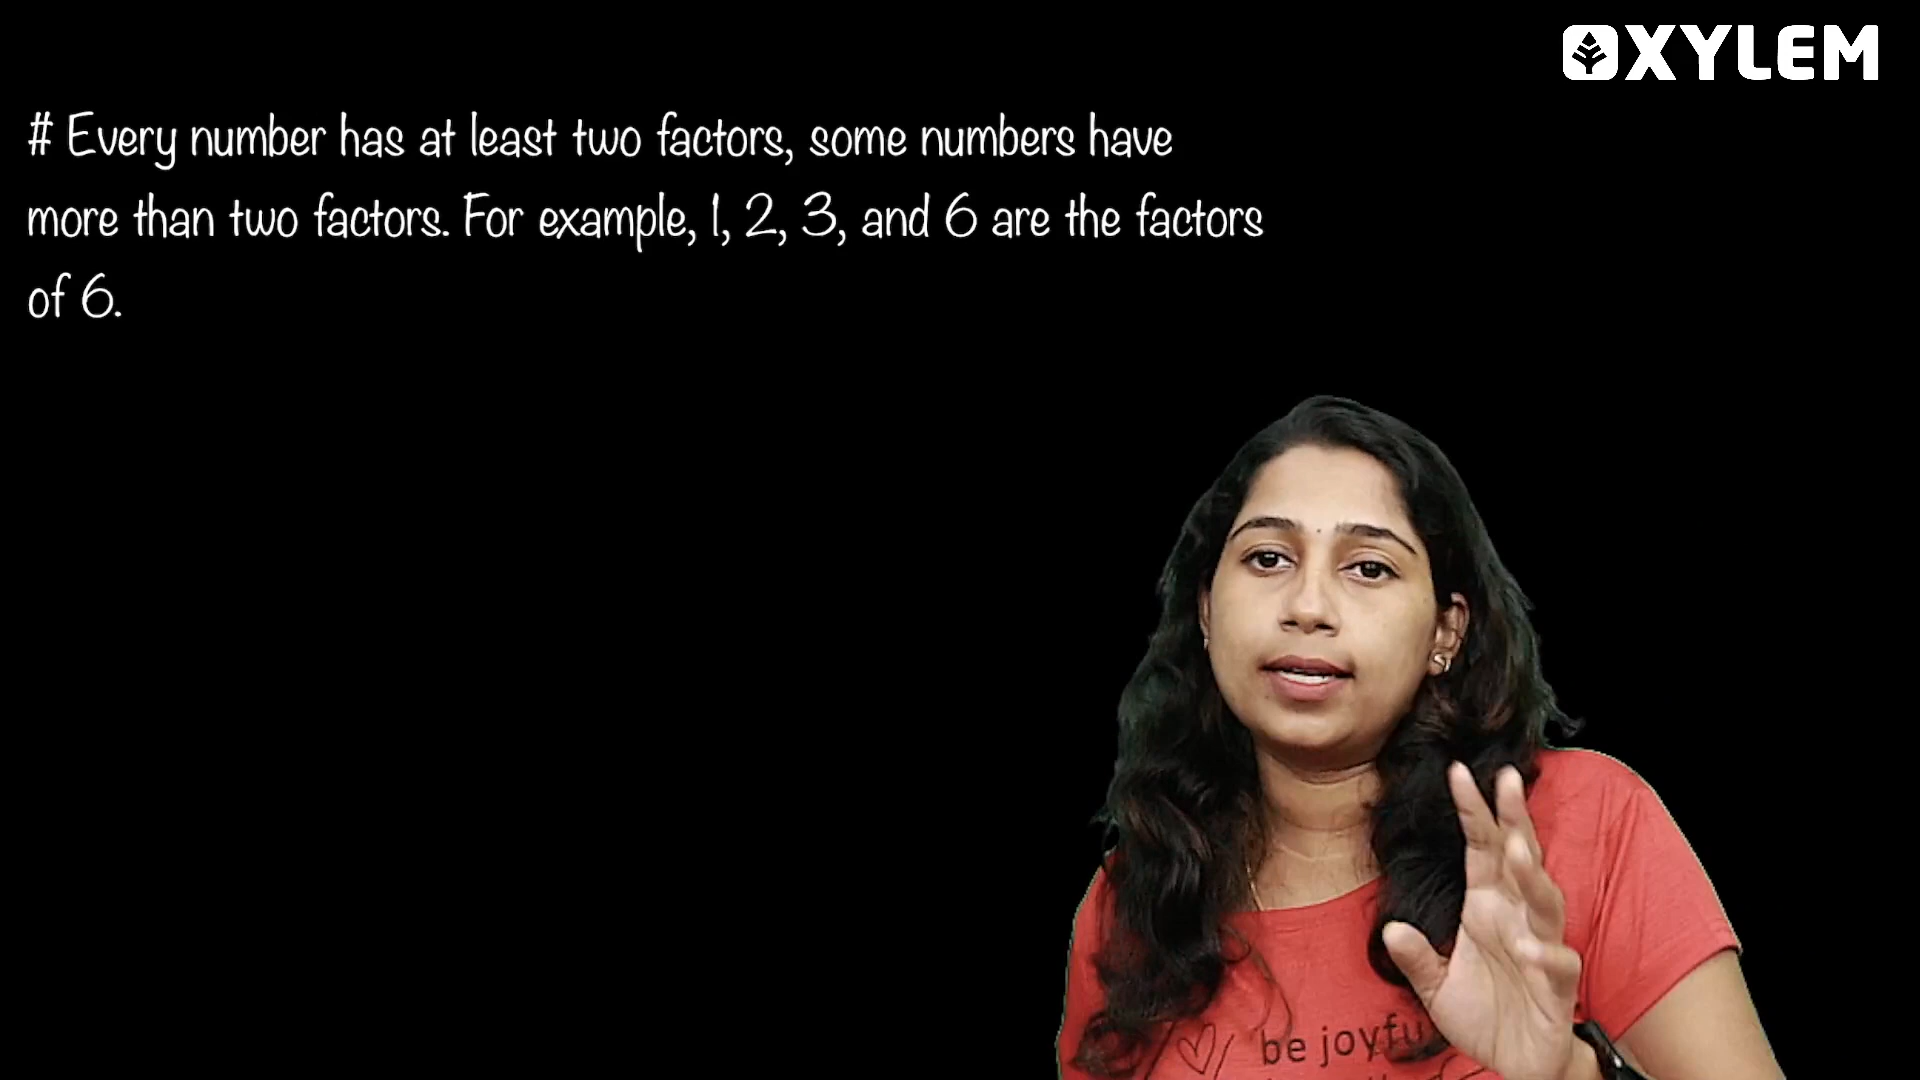 XYLEM
# Every number has at least two factors, some numbers have
more than two factors. For example, 1, 2, 3, and 6 are the factors
of 6.
be joyfu